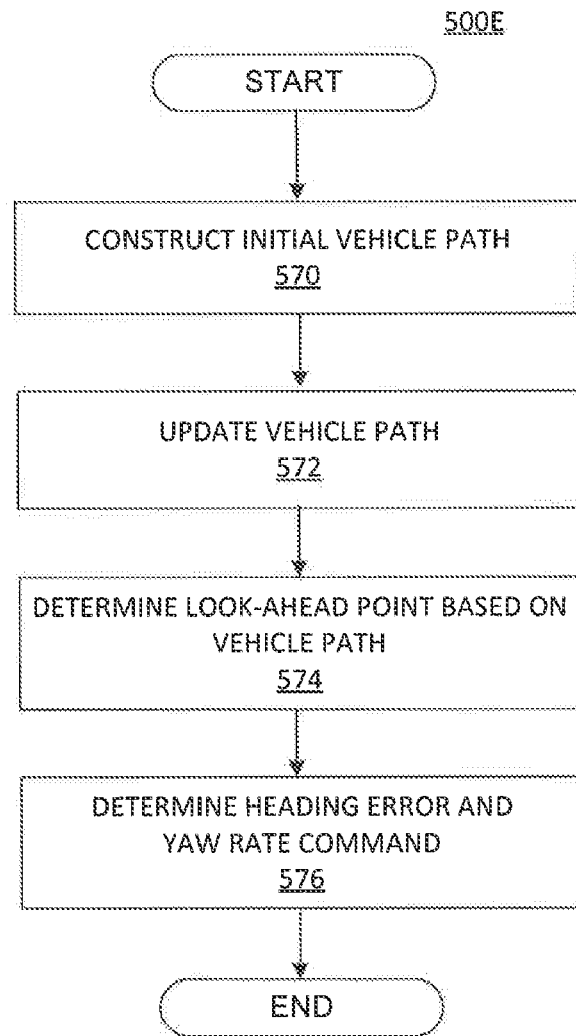 500E
START
CONSTRUCT INITIAL VEHICLE PATH
570
UPDATE VEHICLE PATH
572
DETERMINE LOOK-AHEAD POINT BASED ON
VEHICLE PATH
574
DETERMINE HEADING ERROR AND
YAW RATE COMMAND
576
END